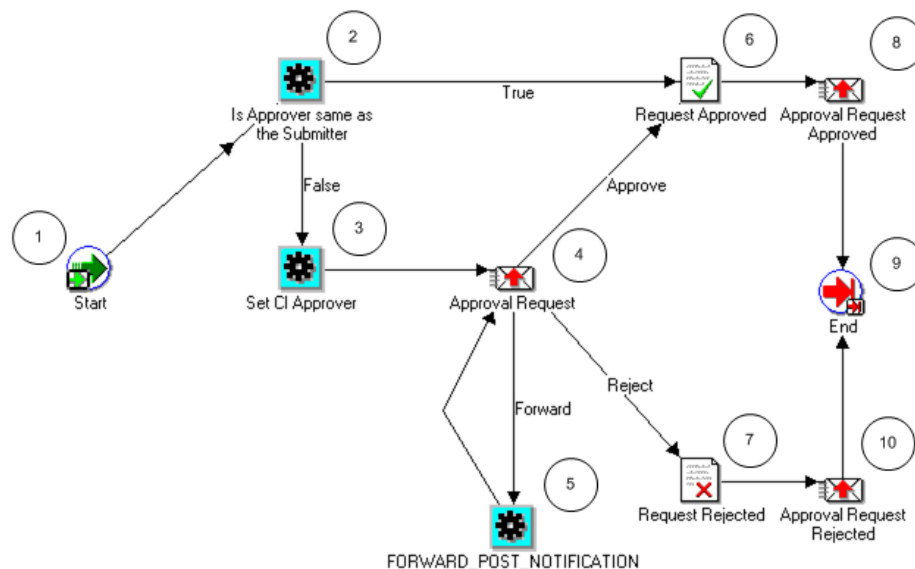 2
6
8
True
Is Approver same as
the Submitter
Request Approved
Approval Request
Approved
False
Approve
1
3
4
9
Start
Set CI Approver
Approval Request
End
Reject
Forward
7
10
5
Request Rejected
Approval Request
Rejected
FORWARD_POST_NOTIFICATION